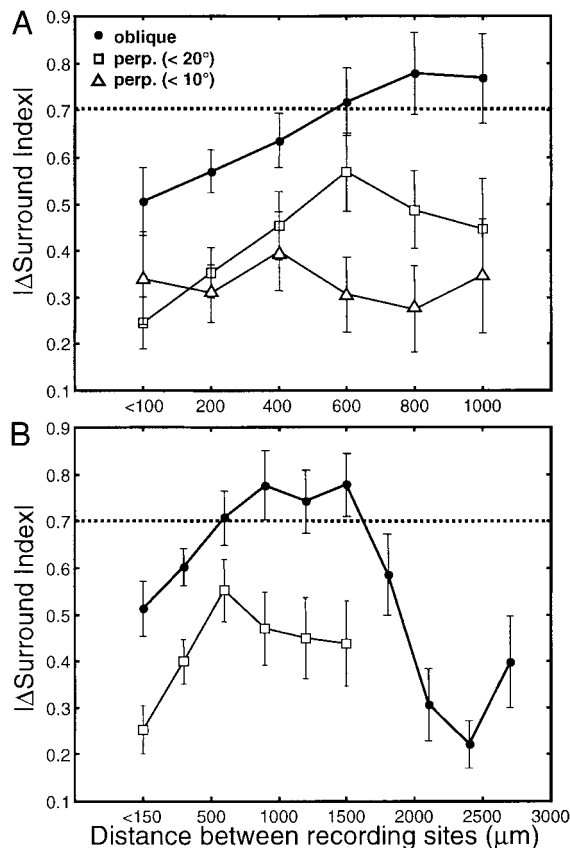 A
oblique
perp. (< 20°)
perp. (< 10°)
|ΔSurround Index|
0.9
0.8
0.7
0.6
0.5
0.4
0.3
0.2
0.1
<100 200 400 600 800 1000
B
|ΔSurround Index|
0.9
0.8
0.7
0.6
0.5
0.4
0.3
0.2
0.1
<150 500 1000 1500 2000 2500 3000
Distance between recording sites (μm)